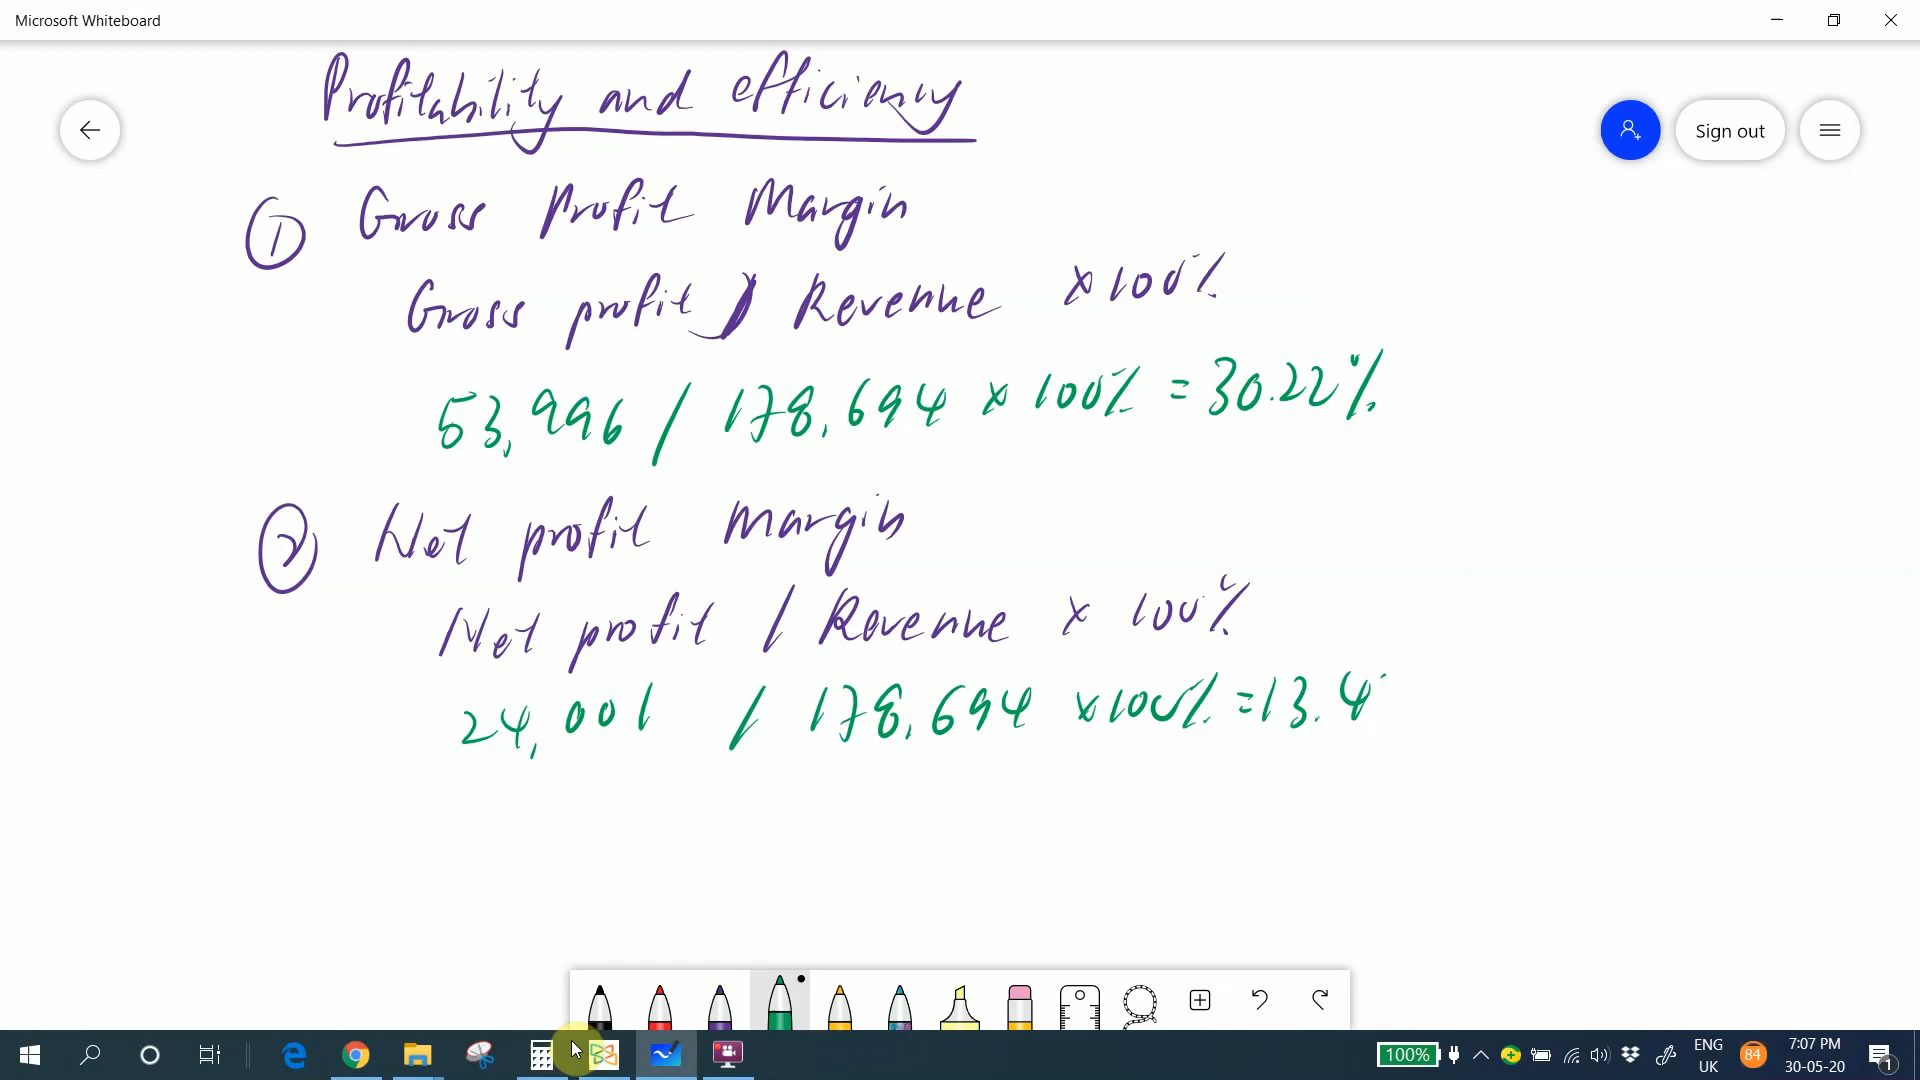 Microsoft Whiteboard
Profitability and efficiency
Sign out
① Gross Profit Margin
Gross profit / Revenue × 100%
53,996 / 178,694 × 100% = 30.22%
② Net profit margin
Net profit / Revenue × 100%
24,001 / 178,694 × 100% = 13.4
100%
ENG
UK
84
7:07 PM
30-05-20
1